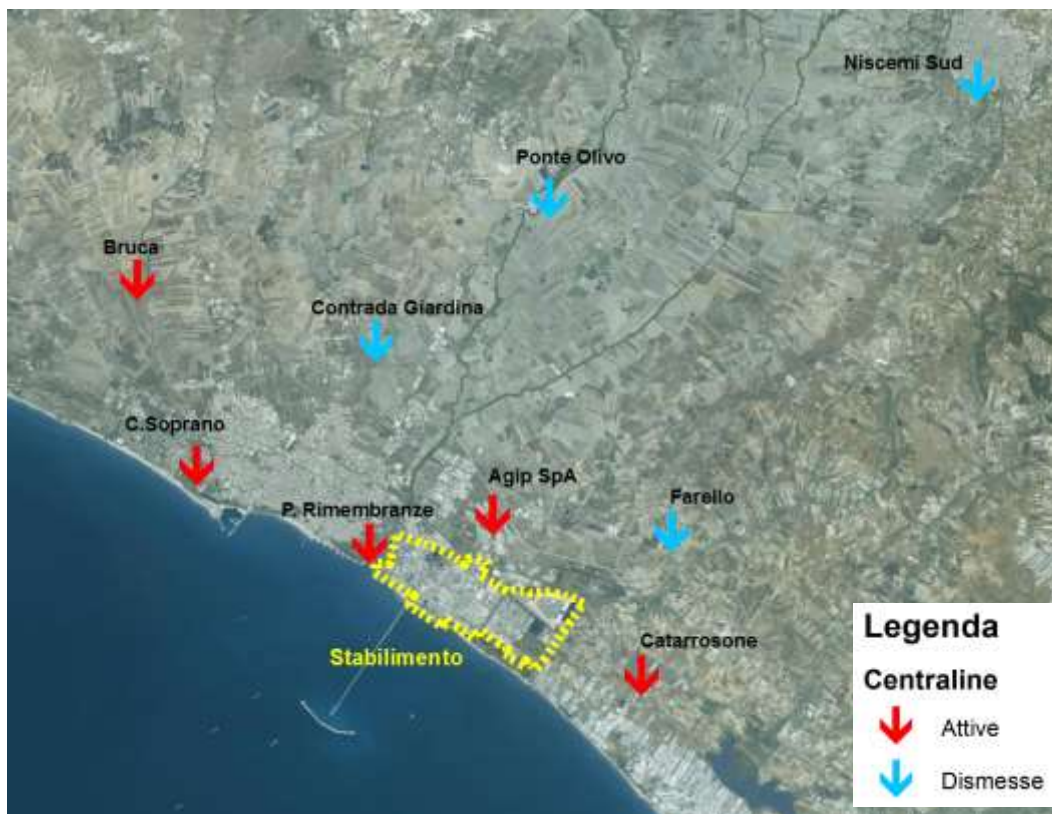 Niscemi Sud
Ponte Olivo
Bruca
Contrada Giardina
C.Soprano
Agip SpA
P. Rimembranze
Farello
Catarrosone
Stabilimento
Legenda
Centraline
Attive
Dismesse